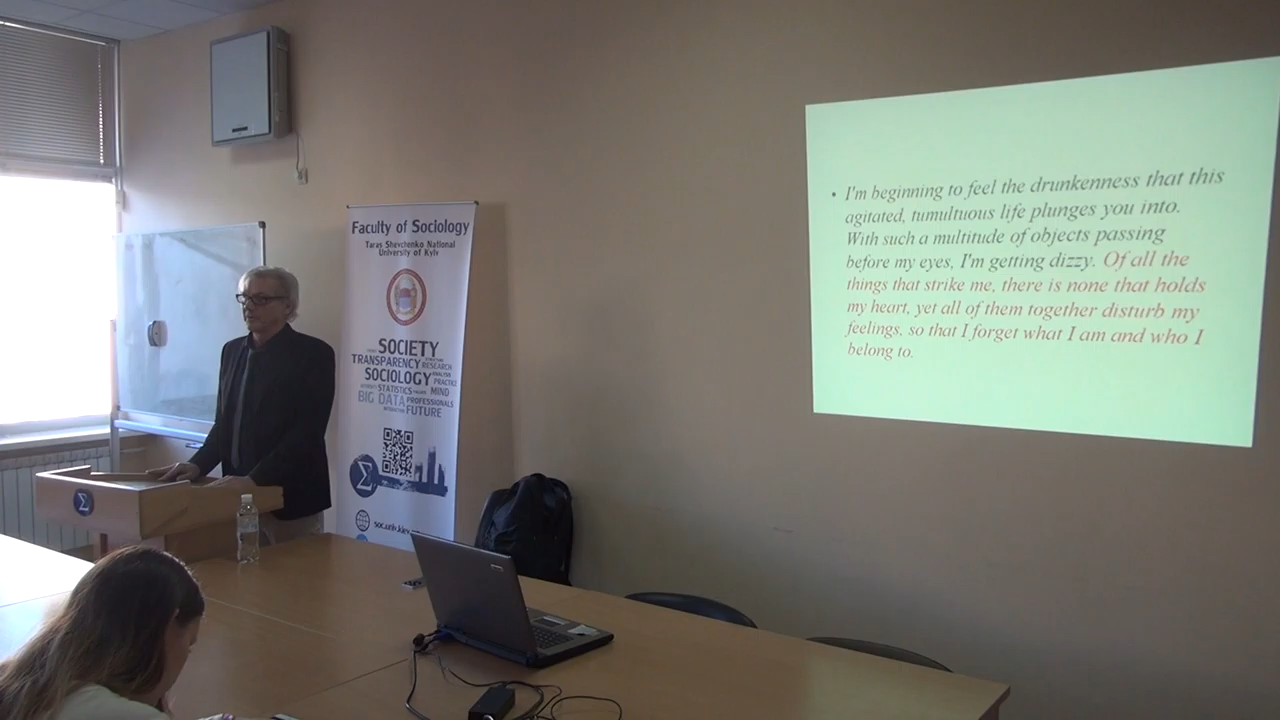 Faculty of Sociology
Taras Shevchenko National
University of Kyiv
SOCIETY
TRANSPARENCY RESEARCH
ANALYSIS
SOCIOLOGY PRACTICE
STATISTICS MIND
BIG DATA PROFESSIONALS
FUTURE
Σ
Σ
• I'm beginning to feel the drunkenness that this
agitated, tumultuous life plunges you into.
With such a multitude of objects passing
before my eyes, I'm getting dizzy. Of all the
things that strike me, there is none that holds
my heart, yet all of them together disturb my
feelings, so that I forget what I am and who I
belong to.